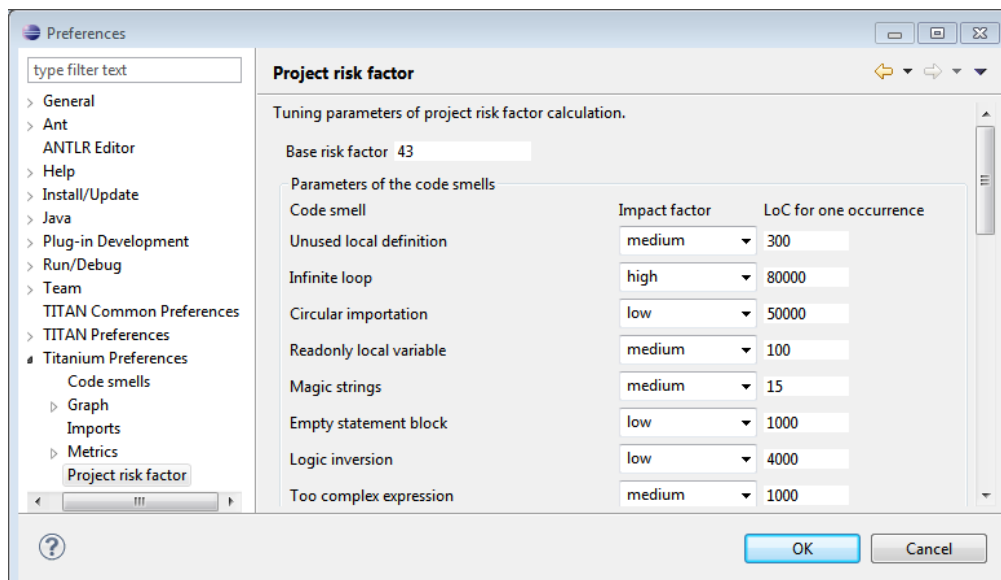 Preferences
type filter text
General
Ant
ANTLR Editor
Help
Install/Update
Java
Plug-in Development
Run/Debug
Team
TITAN Common Preferences
TITAN Preferences
Titanium Preferences
Code smells
Graph
Imports
Metrics
Project risk factor
Project risk factor
Tuning parameters of project risk factor calculation.
Base risk factor 43
Parameters of the code smells
Code smell Impact factor LoC for one occurrence
Unused local definition medium 300
Infinite loop high 80000
Circular importation low 50000
Readonly local variable medium 100
Magic strings medium 15
Empty statement block low 1000
Logic inversion low 4000
Too complex expression medium 1000
OK Cancel